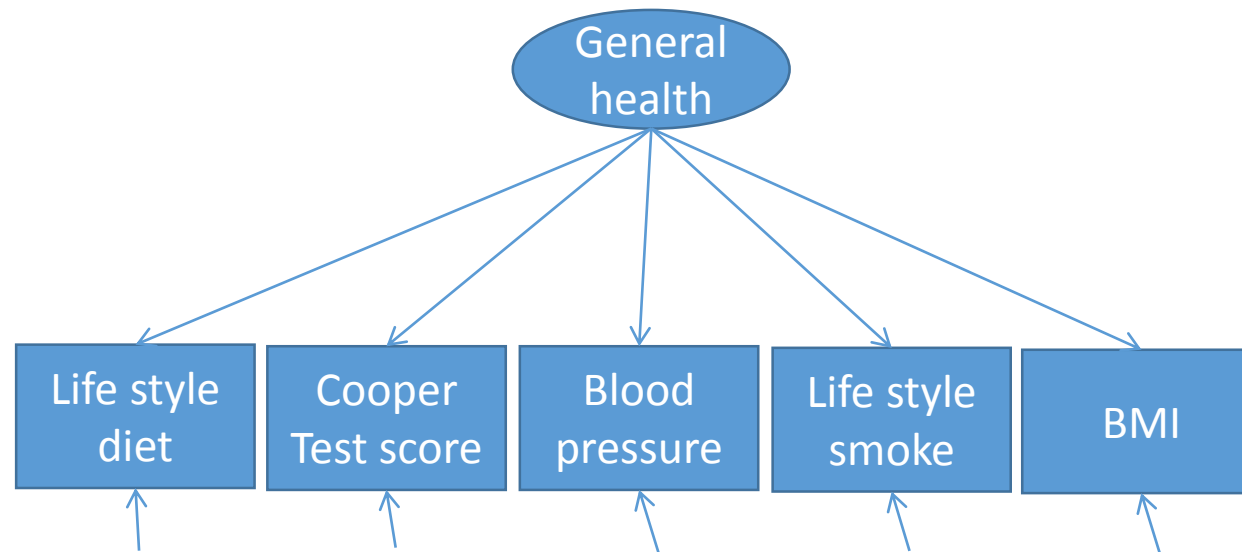 General
health
Life style
diet
Cooper
Test score
Blood
pressure
Life style
smoke
BMI